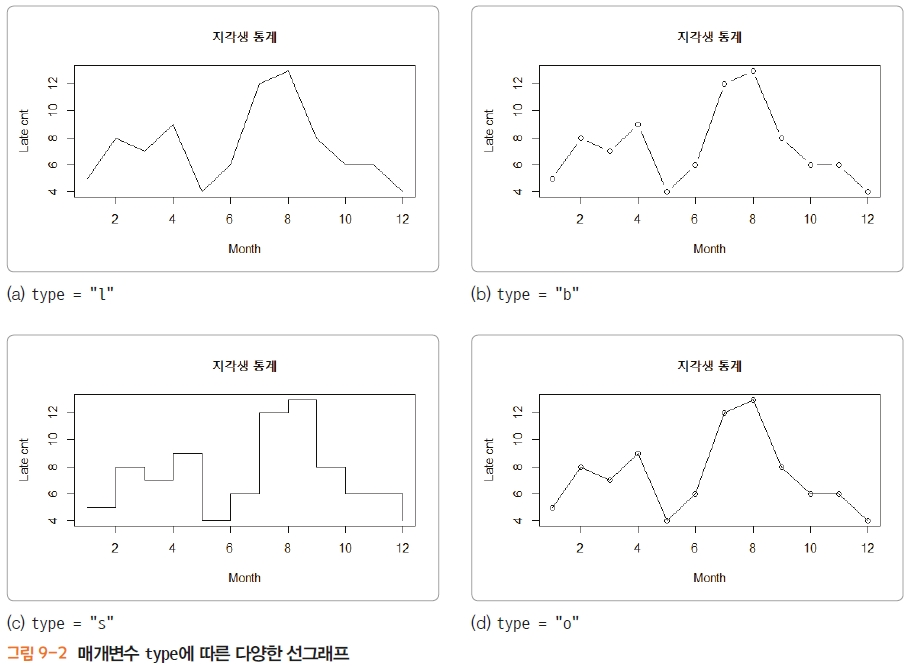 지각생 통계
Late cnt
4 6 8 10 12
2 4 6 8 10 12
Month
(a) type = "l"
지각생 통계
Late cnt
4 6 8 10 12
2 4 6 8 10 12
Month
(b) type = "b"
지각생 통계
Late cnt
4 6 8 10 12
2 4 6 8 10 12
Month
(c) type = "s"
지각생 통계
Late cnt
4 6 8 10 12
2 4 6 8 10 12
Month
(d) type = "o"
그림 9-2 매개변수 type에 따른 다양한 선그래프